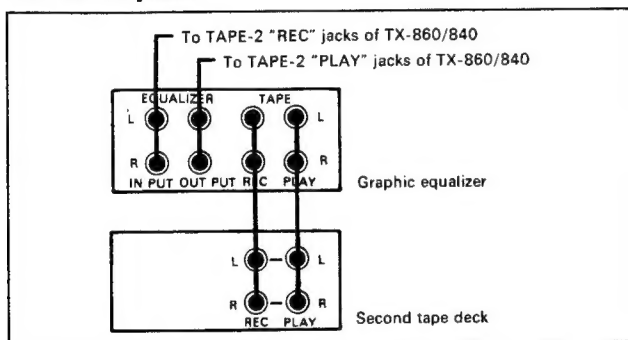 To TAPE-2 "REC" jacks of TX-860/840
To TAPE-2 "PLAY" jacks of TX-860/840
EQUALIZER TAPE
L L
R R
IN PUT OUT PUT REC PLAY
Graphic equalizer
L L
R R
REC PLAY
Second tape deck